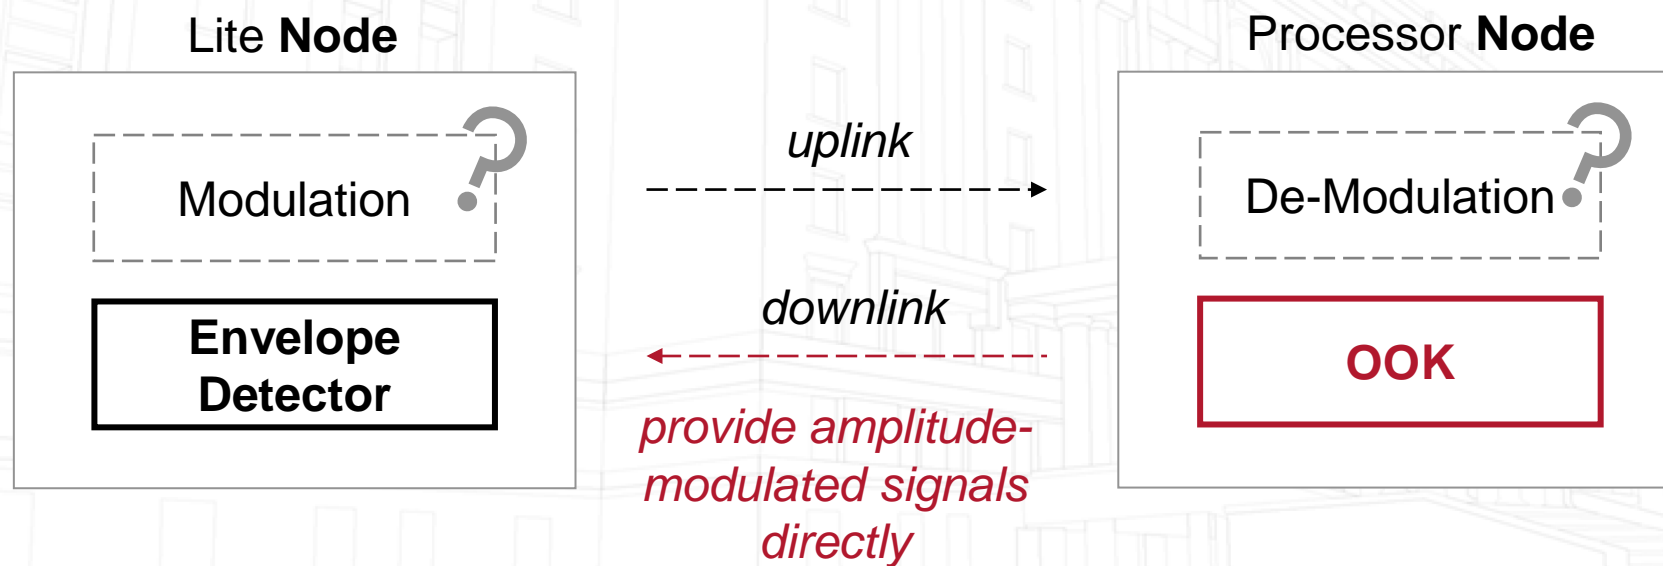 Lite Node
Processor Node
Modulation
?
uplink
De-Modulation
?
Envelope
Detector
downlink
OOK
provide amplitude-
modulated signals
directly